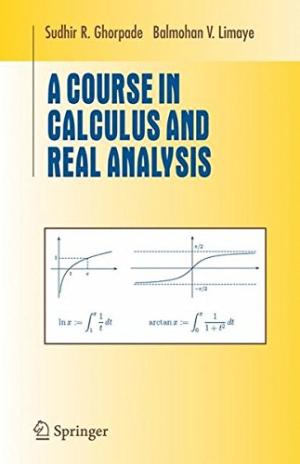 Sudhir R. Ghorpade Balmohan V. Limaye
A COURSE IN
CALCULUS AND
REAL ANALYSIS
1
1 e
π/2
−π/2
ln x := ∫₁ˣ 1/t dt
arctan x := ∫₀ˣ 1/(1 + t²) dt
Springer